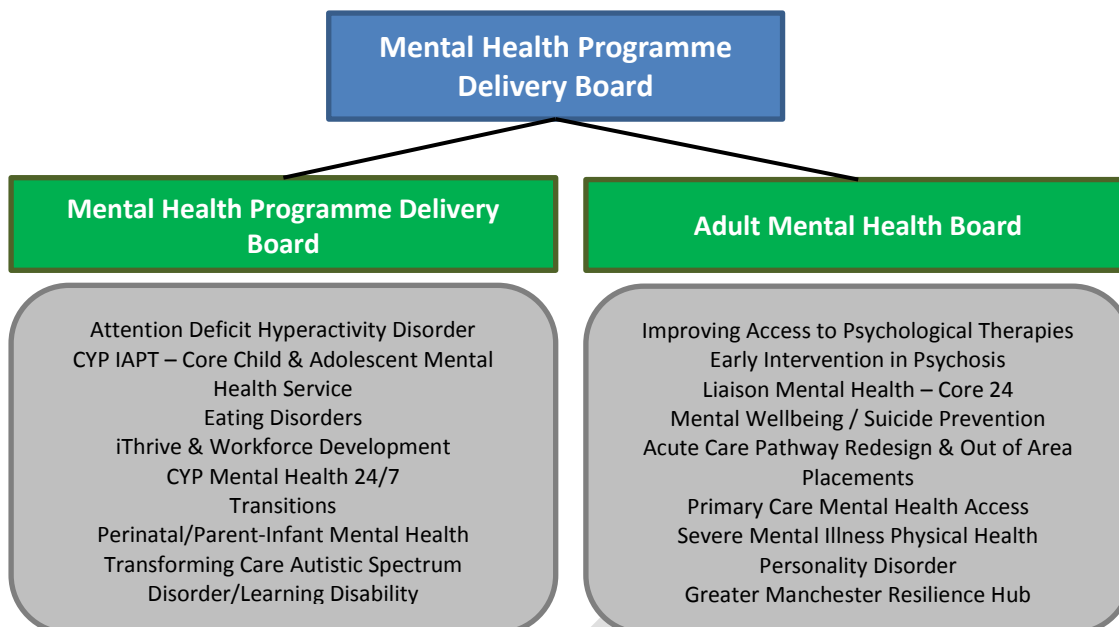 Mental Health Programme
Delivery Board
Mental Health Programme Delivery
Board
Adult Mental Health Board
Attention Deficit Hyperactivity Disorder
CYP IAPT – Core Child & Adolescent Mental
Health Service
Eating Disorders
iThrive & Workforce Development
CYP Mental Health 24/7
Transitions
Perinatal/Parent-Infant Mental Health
Transforming Care Autistic Spectrum
Disorder/Learning Disability
Improving Access to Psychological Therapies
Early Intervention in Psychosis
Liaison Mental Health – Core 24
Mental Wellbeing / Suicide Prevention
Acute Care Pathway Redesign & Out of Area
Placements
Primary Care Mental Health Access
Severe Mental Illness Physical Health
Personality Disorder
Greater Manchester Resilience Hub